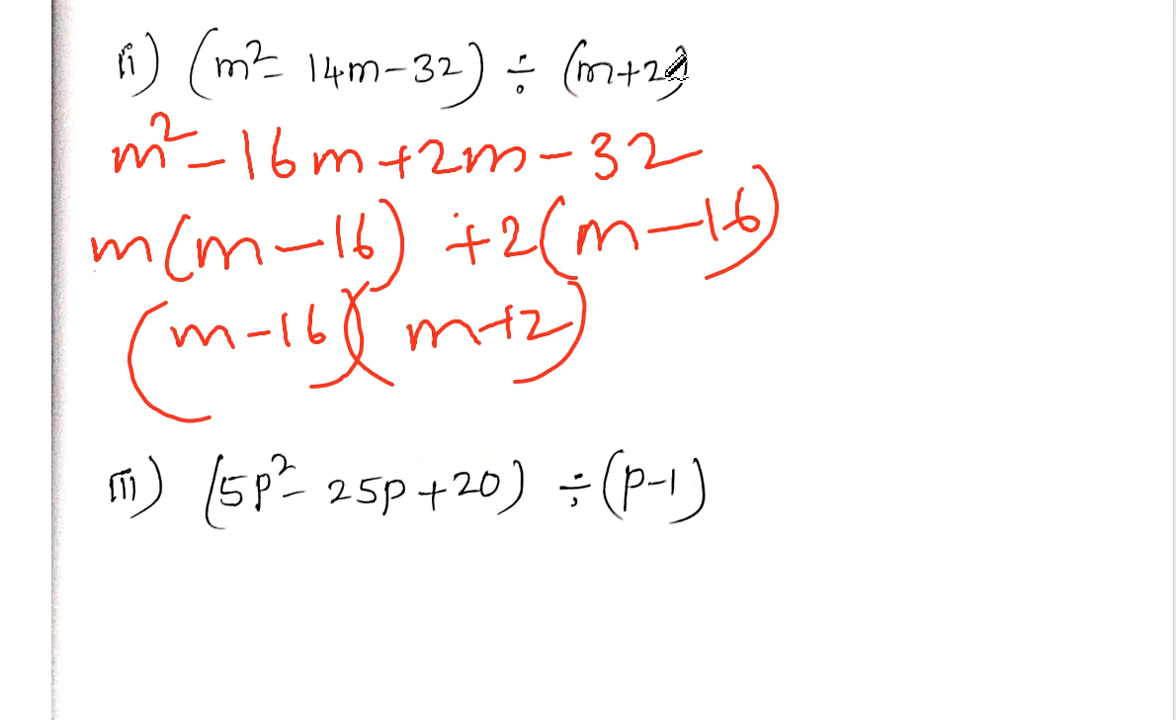 ii) (m² - 14m - 32) ÷ (m+2)
m² - 16m + 2m - 32
m(m - 16) + 2(m - 16)
(m - 16)(m + 2)
iii) (5p² - 25p + 20) ÷ (p - 1)